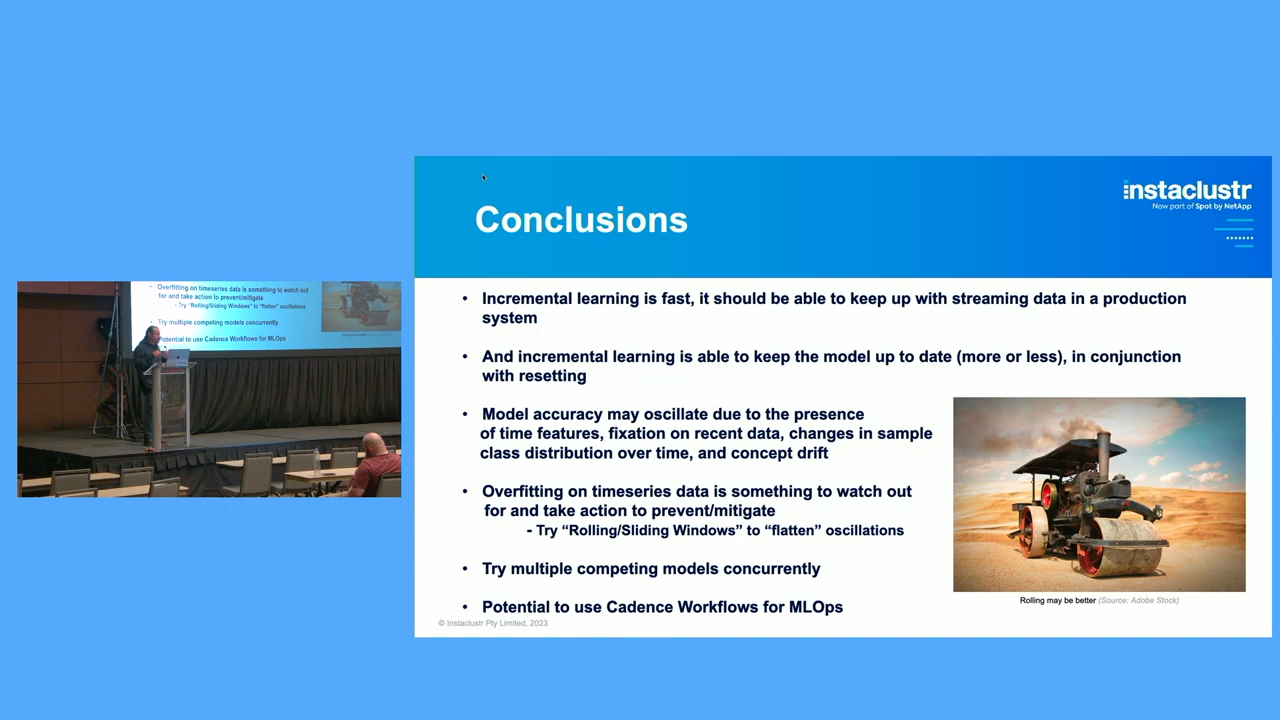 instaclustr
Now part of Spot by NetApp
Conclusions
• Incremental learning is fast, it should be able to keep up with streaming data in a production
system
• And incremental learning is able to keep the model up to date (more or less), in conjunction
with resetting
• Model accuracy may oscillate due to the presence
of time features, fixation on recent data, changes in sample
class distribution over time, and concept drift
• Overfitting on timeseries data is something to watch out
for and take action to prevent/mitigate
- Try “Rolling/Sliding Windows” to “flatten” oscillations
• Try multiple competing models concurrently
• Potential to use Cadence Workflows for MLOps
Rolling may be better (Source: Adobe Stock)
© Instaclustr Pty Limited, 2023
• Overfitting on timeseries data is something to watch out
for and take action to prevent/mitigate
- Try “Rolling/Sliding Windows” to “flatten” oscillations
• Try multiple competing models concurrently
Potential to use Cadence Workflows for MLOps